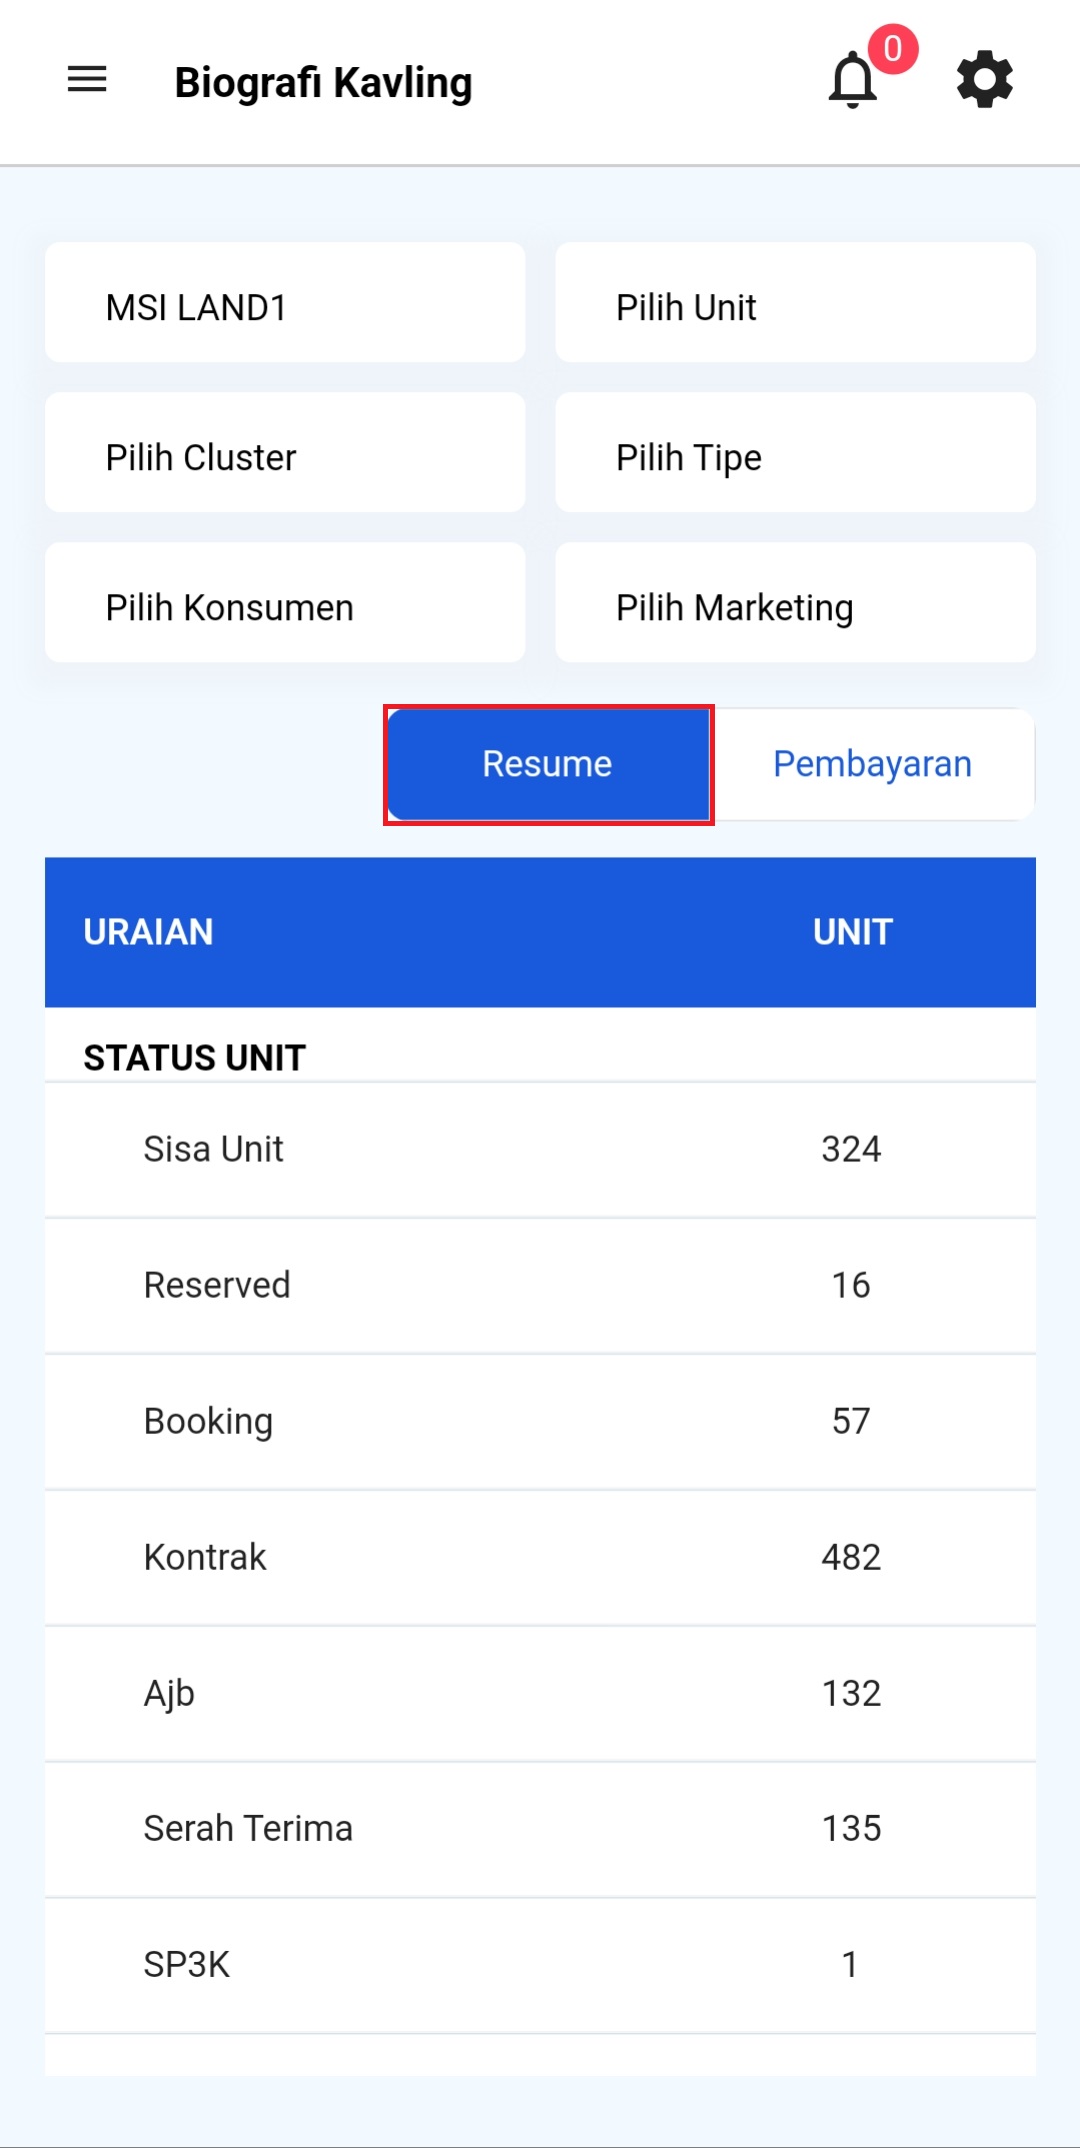 Biografi Kavling
0
MSI LAND1
Pilih Unit
Pilih Cluster
Pilih Tipe
Pilih Konsumen
Pilih Marketing
Resume
Pembayaran
URAIAN UNIT
STATUS UNIT
Sisa Unit 324
Reserved 16
Booking 57
Kontrak 482
Ajb 132
Serah Terima 135
SP3K 1